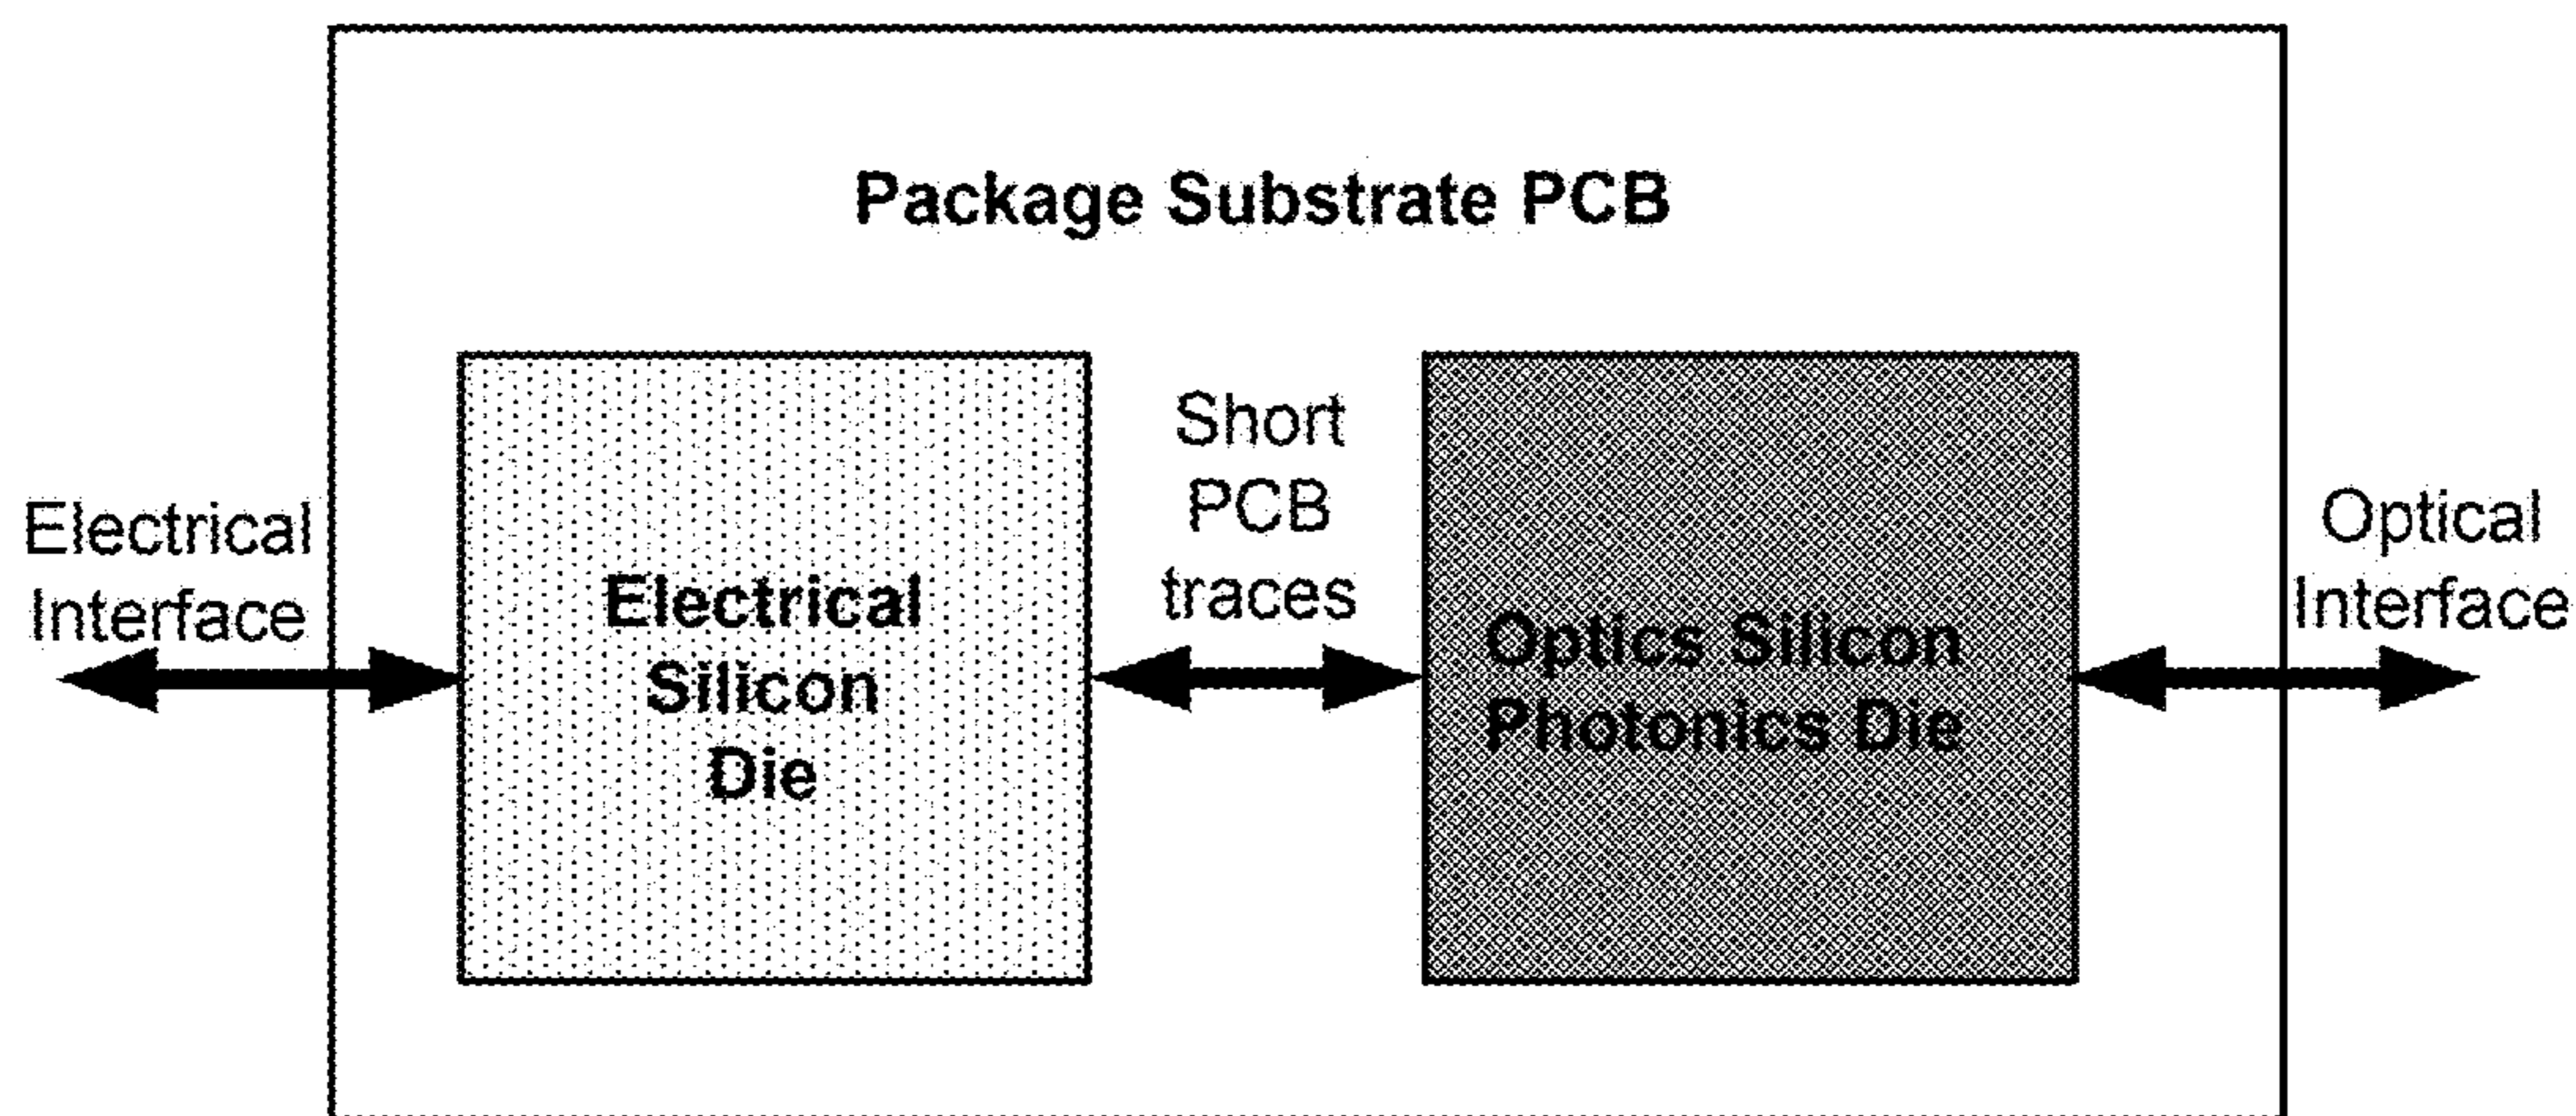 Package Substrate PCB
Electrical
Interface
Electrical
Silicon
Die
Short
PCB
traces
Optics Silicon
Photonics Die
Optical
Interface